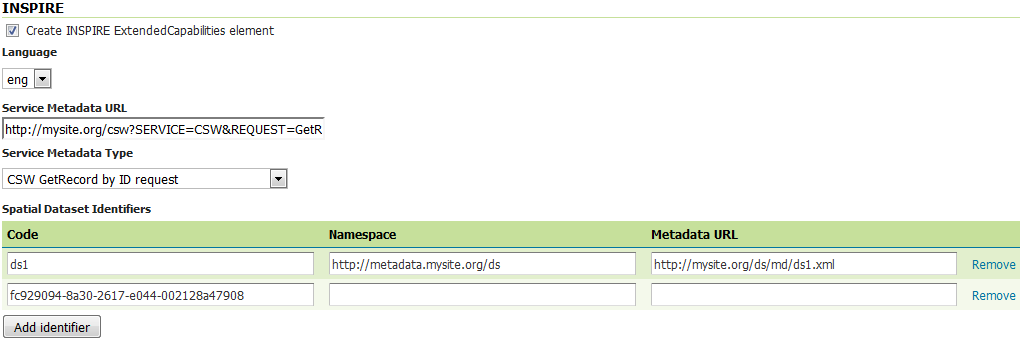 INSPIRE
Create INSPIRE ExtendedCapabilities element
Language
eng
Service Metadata URL
http://mysite.org/csw?SERVICE=CSW&REQUEST=GetR
Service Metadata Type
CSW GetRecord by ID request
Spatial Dataset Identifiers
Code Namespace Metadata URL
ds1 http://metadata.mysite.org/ds http://mysite.org/ds/md/ds1.xml Remove
fc929094-8a30-2617-e044-002128a47908 Remove
Add identifier